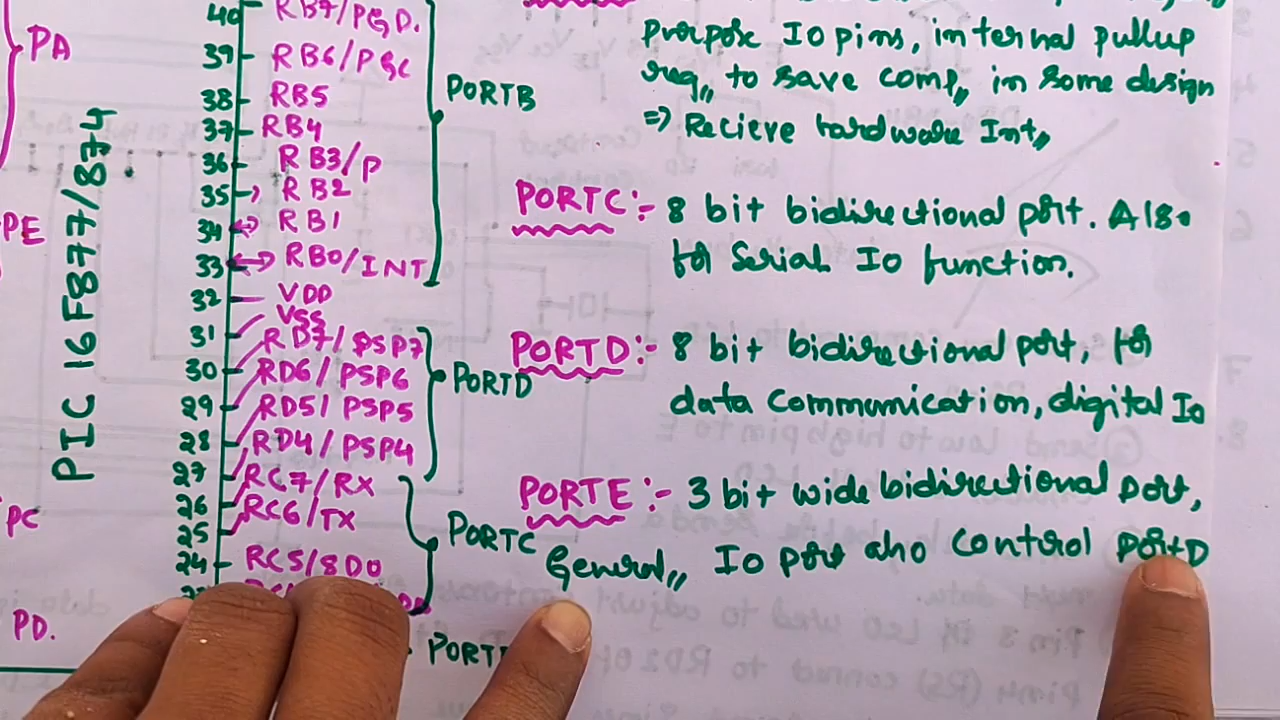 PA
PE
PC
PD.
PIC 16F877/874
40 RB7/PGD.
39 RB6/PGC
38 RB5
37 RB4
36 RB3/P
35 RB2
34 RB1
33 RB0/INT
32 VDD
31 VSS
30 RD7/PSP7
29 RD6/PSP6
28 RD5/PSP5
27 RD4/PSP4
26 RC7/RX
25 RC6/TX
24 RC5/SDO
PORTB
PORTD
PORTC
prepose Io pins, internal pullup
req,, to save comp,, in some design
=> Recieve hardware Int,,
PORTC :- 8 bit bidirectional port. Also
for Serial Io function.
PORTD :- 8 bit bidirectional port, for
data communication, digital Io
PORTE :- 3 bit wide bidirectional port,
General,, Io port also control PORTD